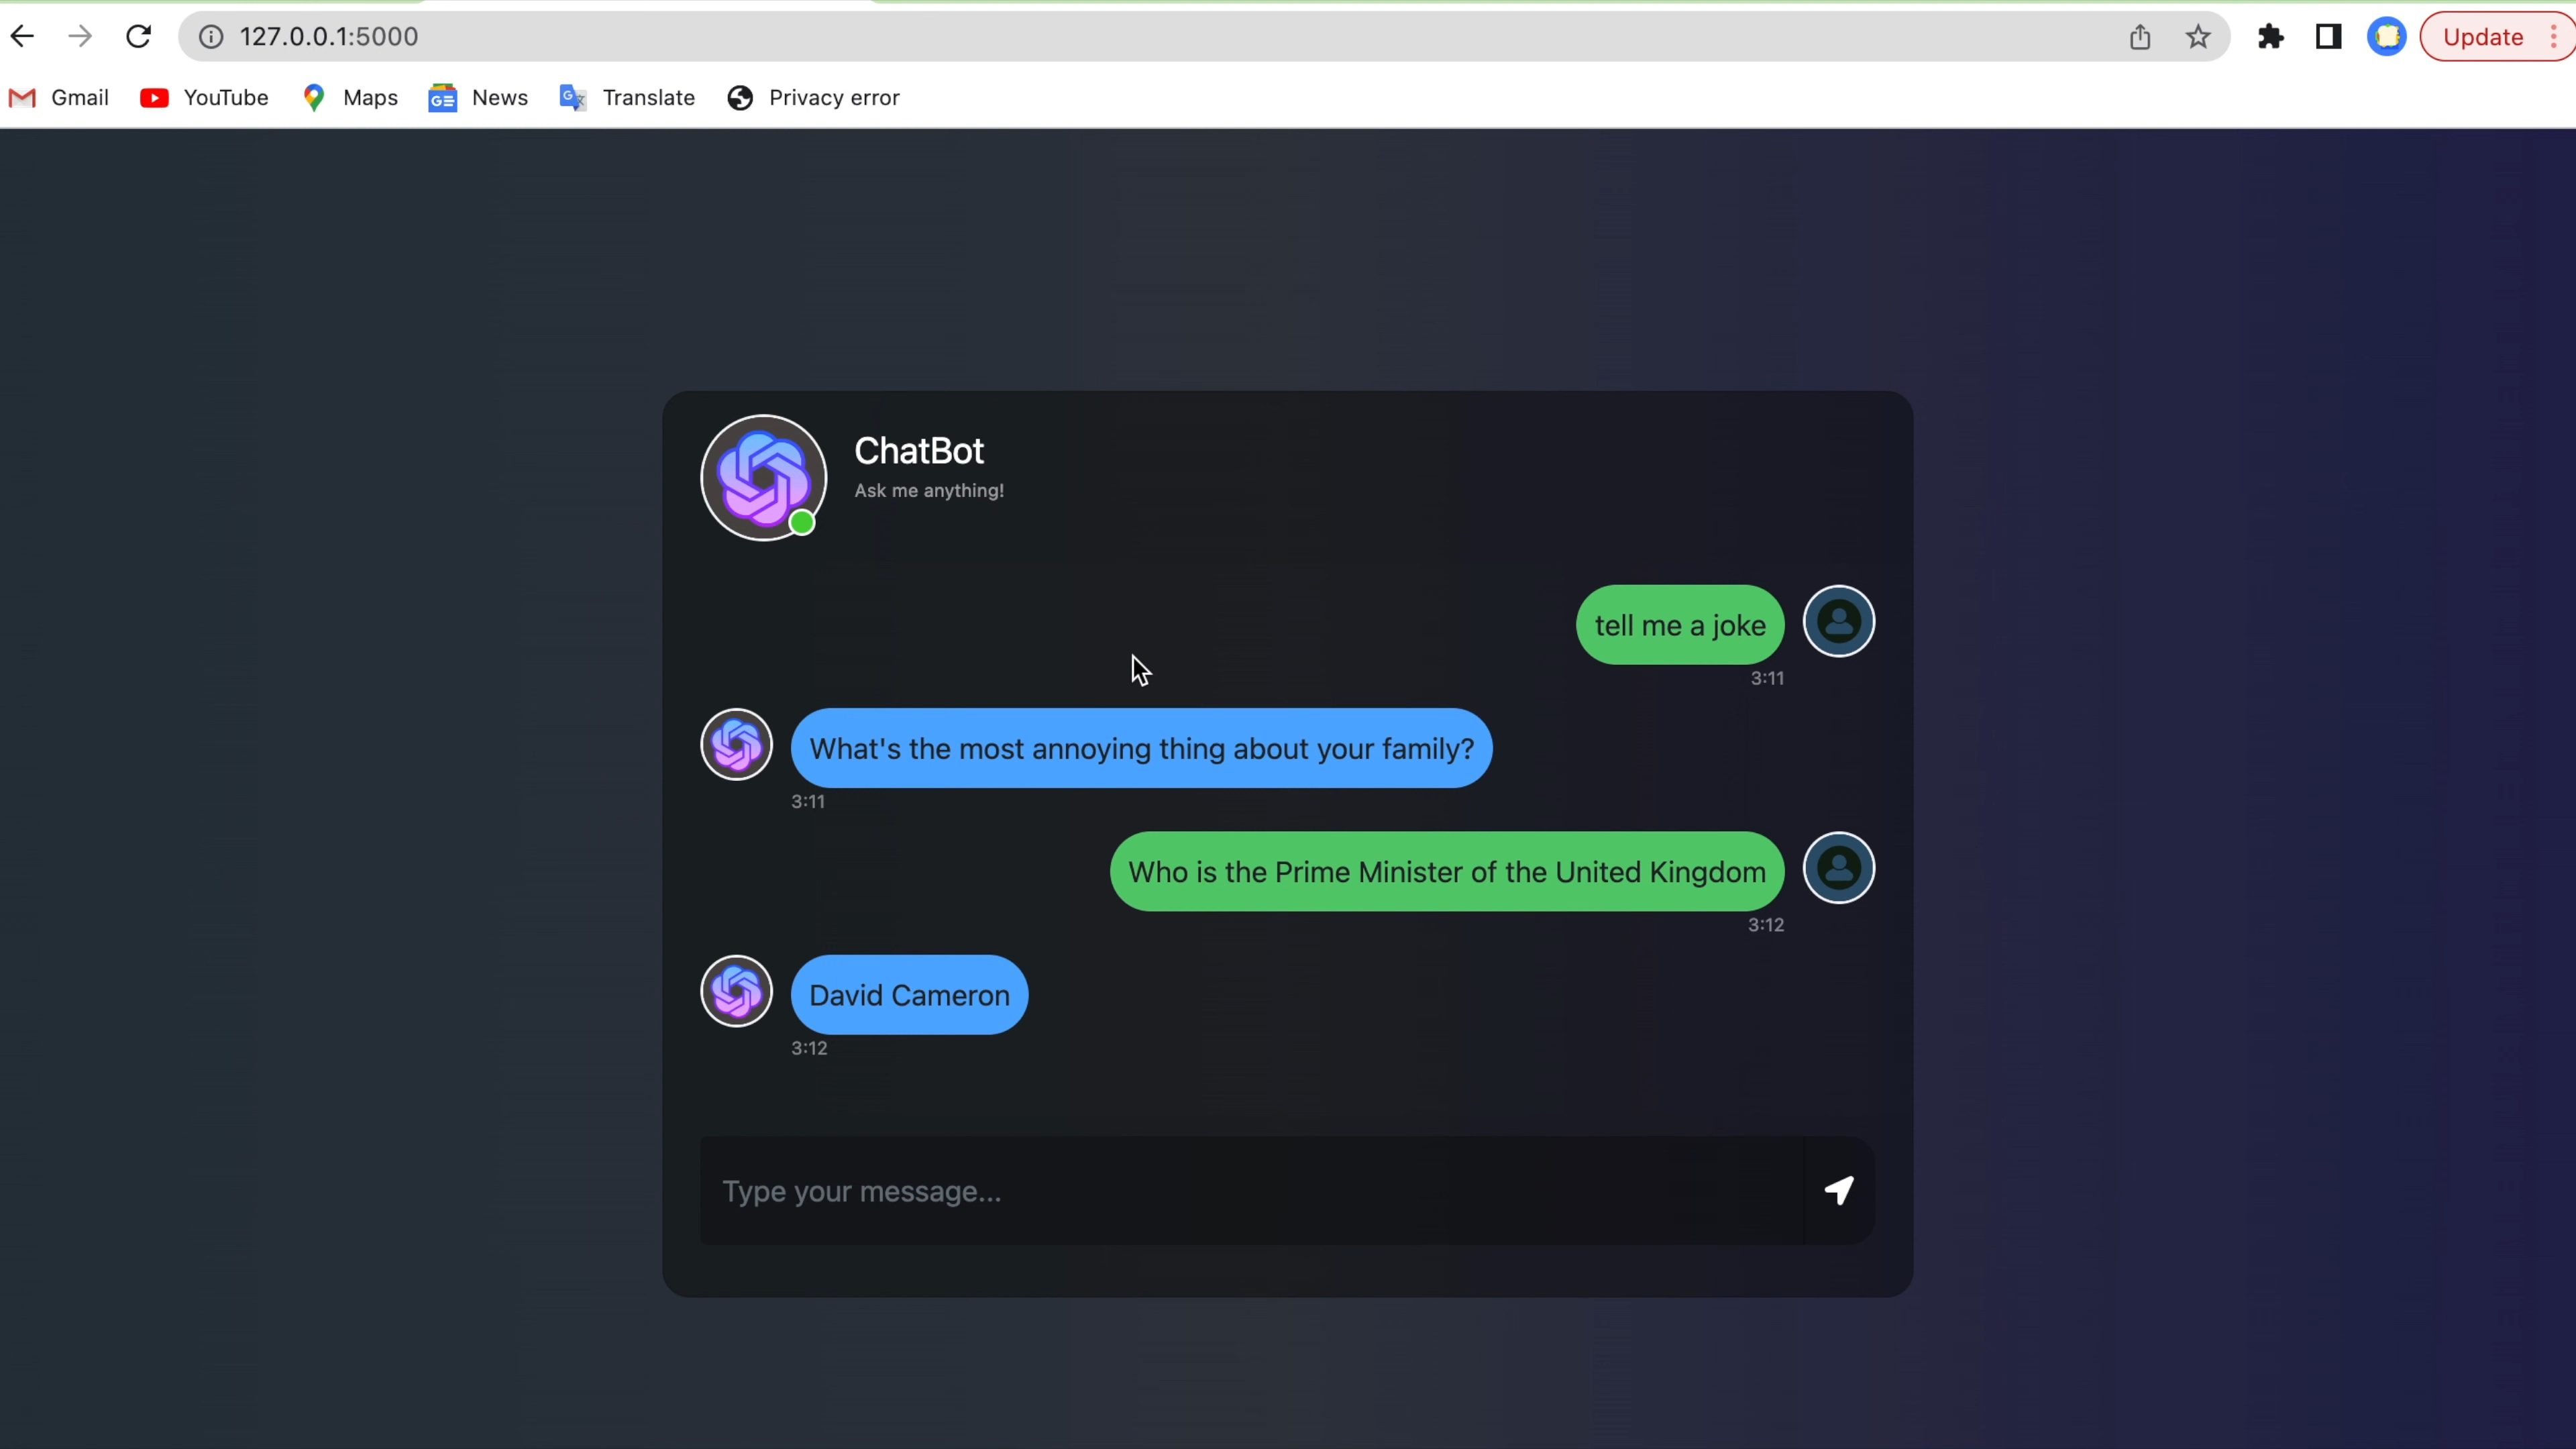 127.0.0.1:5000
Update
Gmail YouTube Maps News Translate Privacy error
ChatBot
Ask me anything!
tell me a joke
3:11
What's the most annoying thing about your family?
3:11
Who is the Prime Minister of the United Kingdom
3:12
David Cameron
3:12
Type your message...